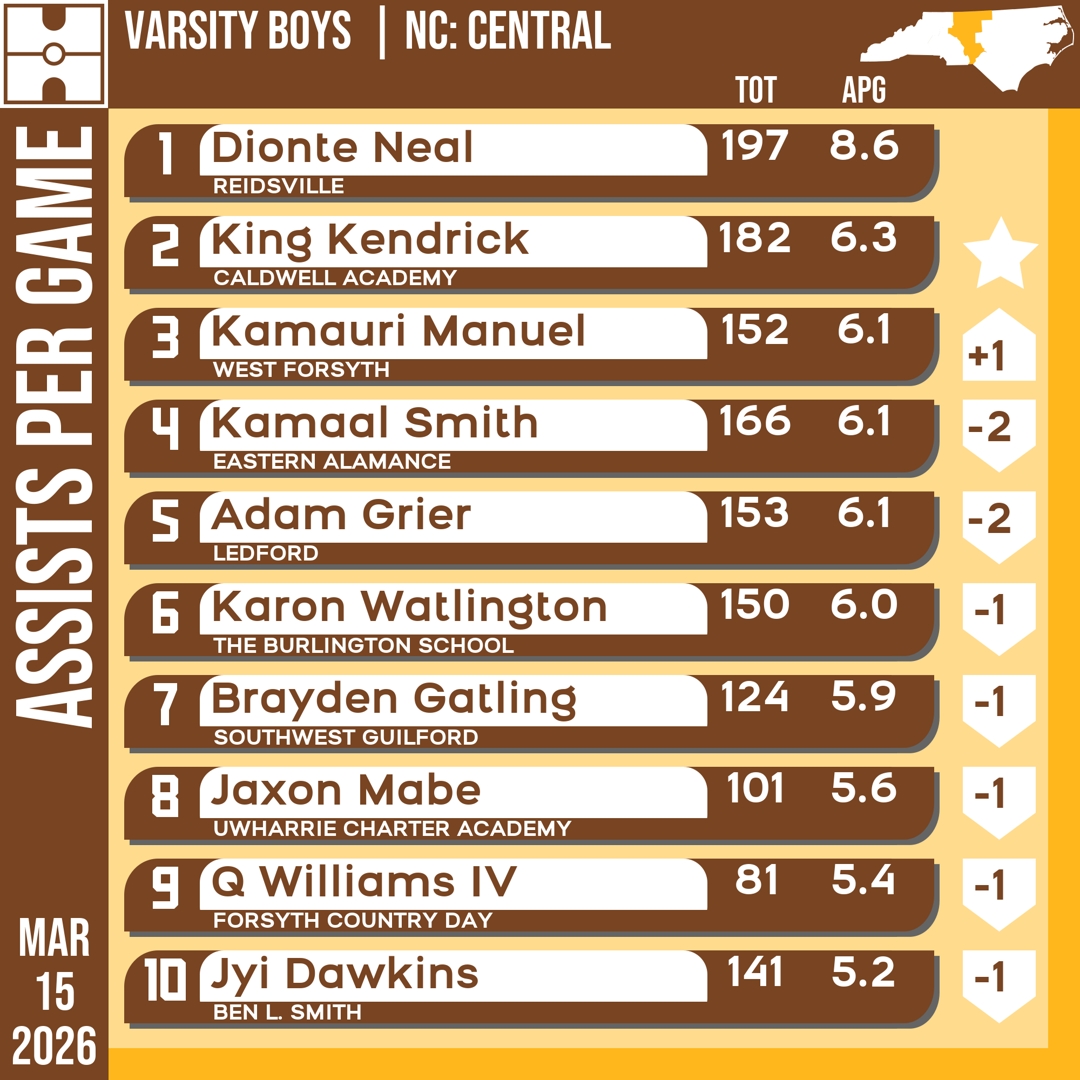 VARSITY BOYS | NC: CENTRAL
TOT APG
ASSISTS PER GAME
1 Dionte Neal 197 8.6
REIDSVILLE
2 King Kendrick 182 6.3
CALDWELL ACADEMY
3 Kamauri Manuel 152 6.1 +1
WEST FORSYTH
4 Kamaal Smith 166 6.1 -2
EASTERN ALAMANCE
5 Adam Grier 153 6.1 -2
LEDFORD
6 Karon Watlington 150 6.0 -1
THE BURLINGTON SCHOOL
7 Brayden Gatling 124 5.9 -1
SOUTHWEST GUILFORD
8 Jaxon Mabe 101 5.6 -1
UWHARRIE CHARTER ACADEMY
9 Q Williams IV 81 5.4 -1
FORSYTH COUNTRY DAY
10 Jyi Dawkins 141 5.2 -1
BEN L. SMITH
MAR
15
2026